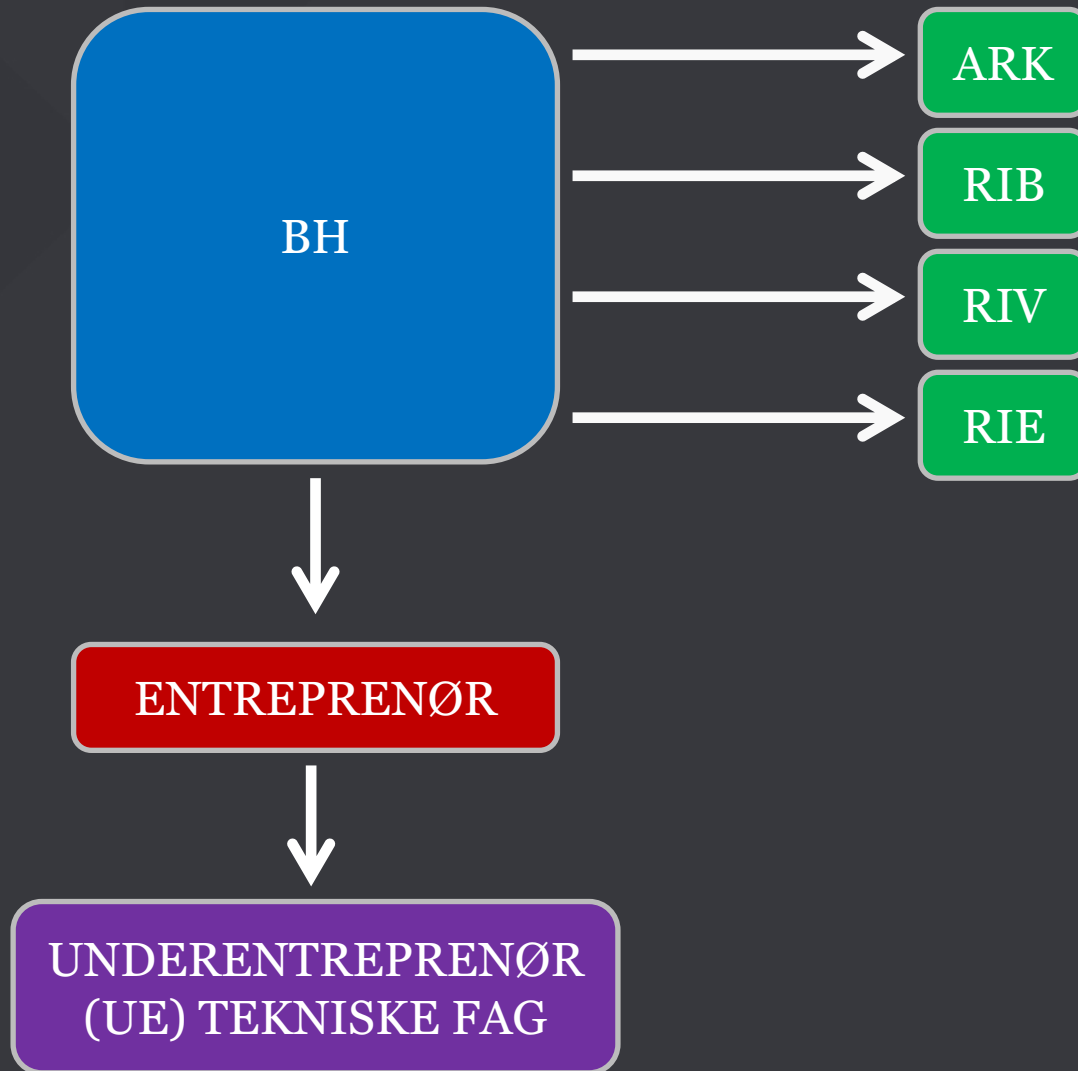 BH
ARK
RIB
RIV
RIE
ENTREPRENØR
UNDERENTREPRENØR
(UE) TEKNISKE FAG